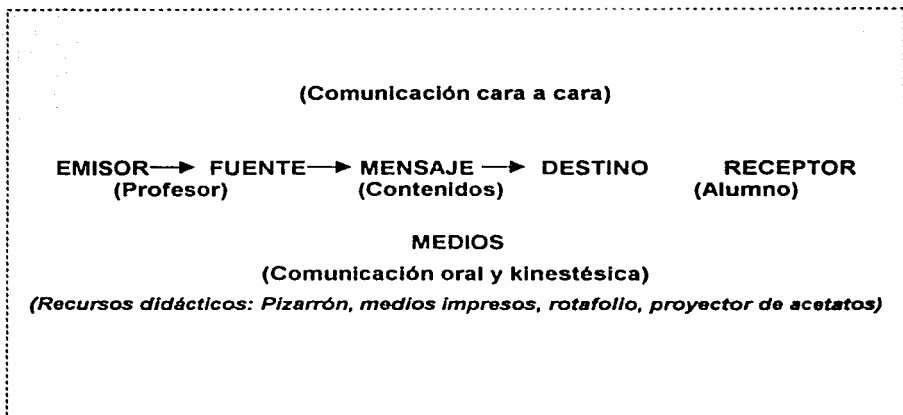 (Comunicación cara a cara)
EMISOR → FUENTE → MENSAJE → DESTINO RECEPTOR
(Profesor) (Contenidos) (Alumno)
MEDIOS
(Comunicación oral y kinestésica)
(Recursos didácticos: Pizarrón, medios impresos, rotafolio, proyector de acetatos)